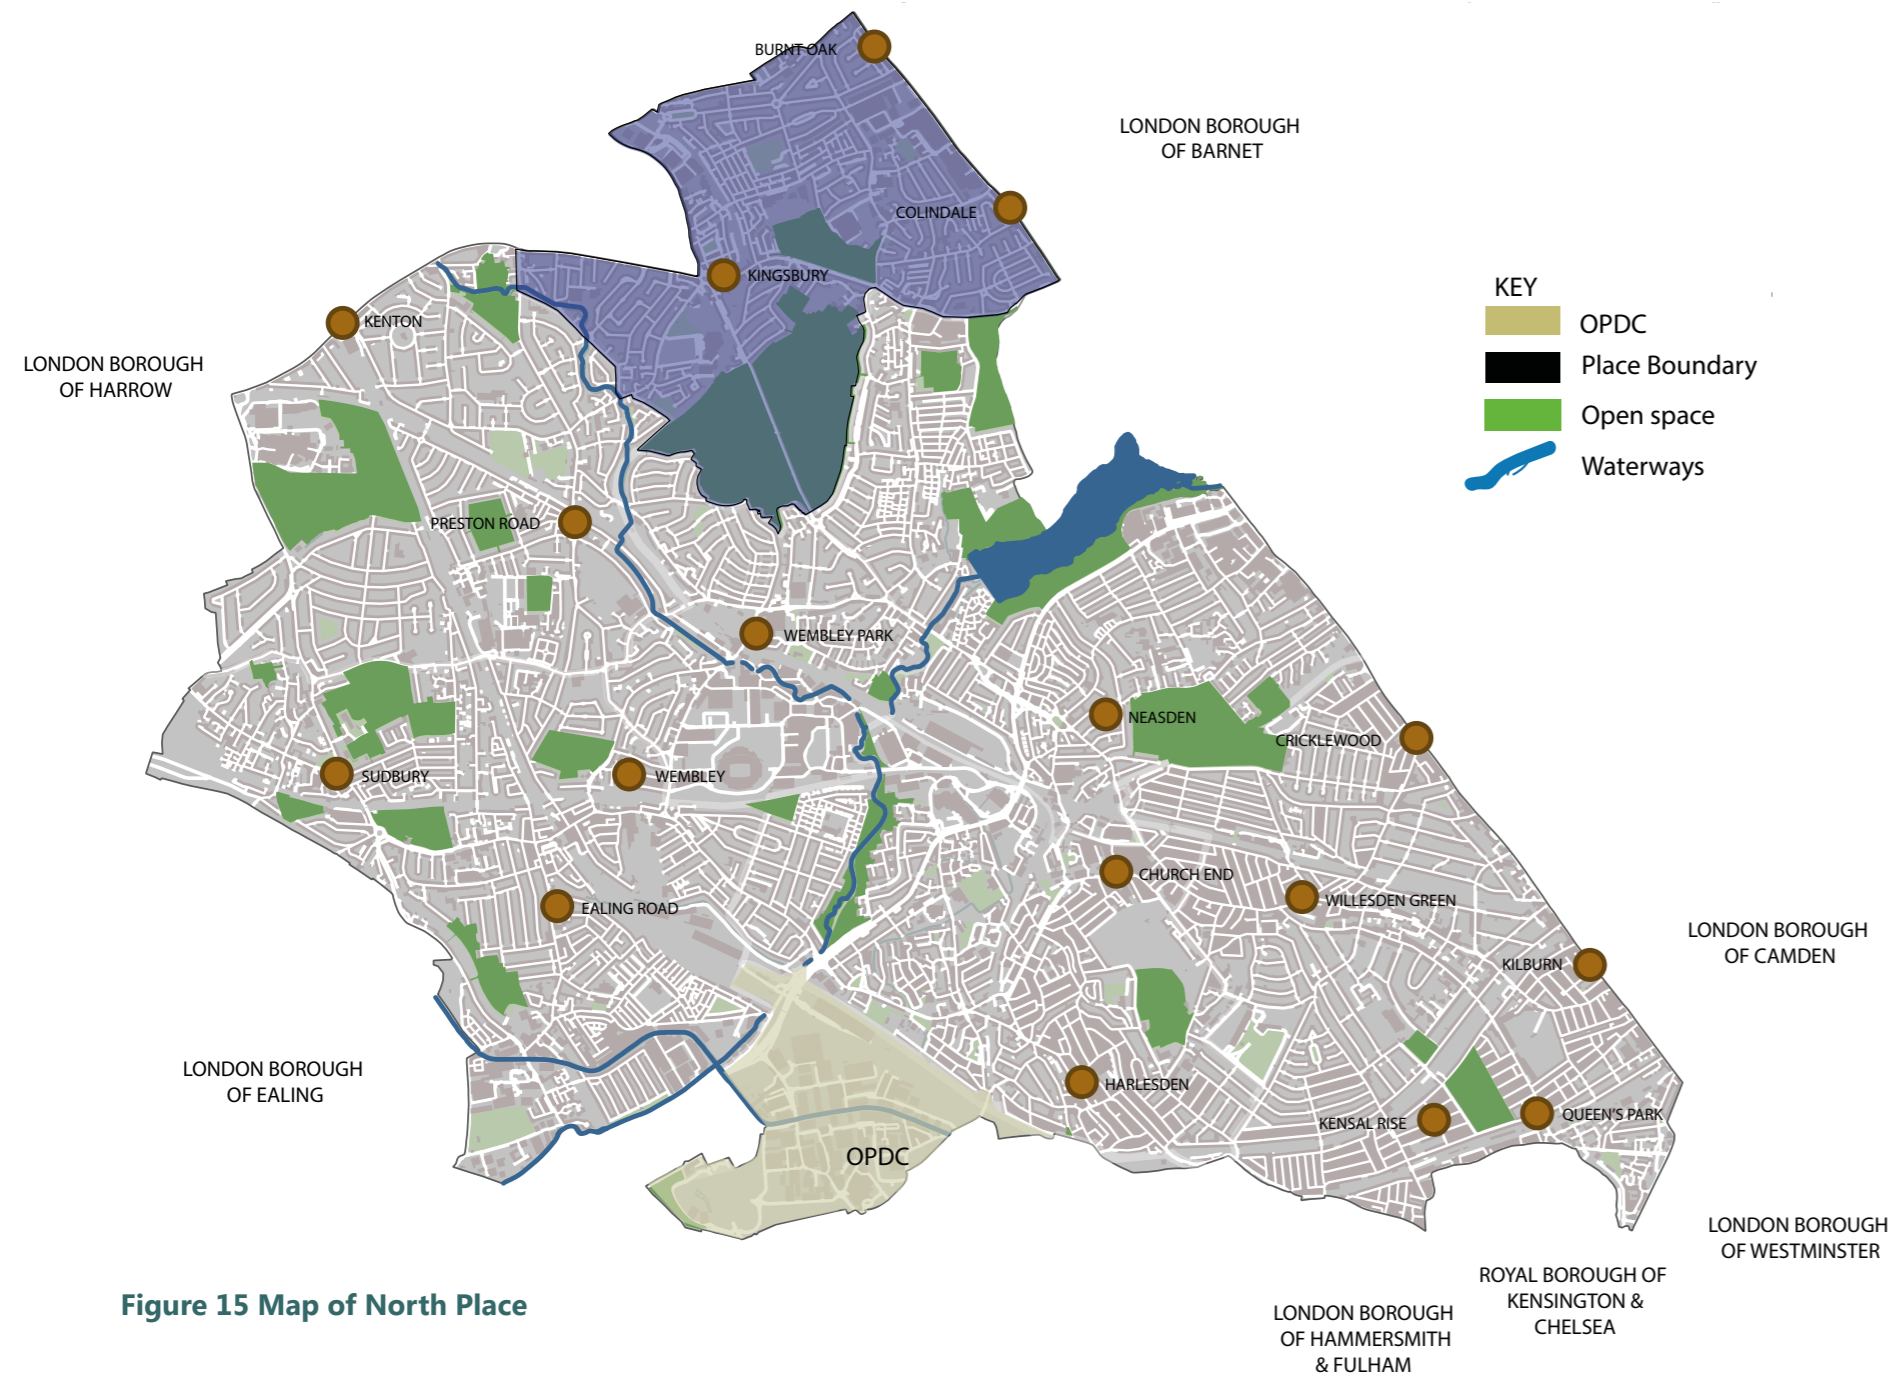 BURNT OAK
LONDON BOROUGH
OF BARNET
COLINDALE
KINGSBURY
KEY
OPDC
Place Boundary
Open space
Waterways
KENTON
LONDON BOROUGH
OF HARROW
PRESTON ROAD
WEMBLEY PARK
NEASDEN
CRICKLEWOOD
SUDBURY
WEMBLEY
CHURCH END
WILLESDEN GREEN
EALING ROAD
LONDON BOROUGH
OF CAMDEN
KILBURN
LONDON BOROUGH
OF EALING
HARLESDEN
KENSAL RISE
QUEEN'S PARK
OPDC
LONDON BOROUGH
OF WESTMINSTER
ROYAL BOROUGH OF
KENSINGTON &
CHELSEA
LONDON BOROUGH
OF HAMMERSMITH
& FULHAM
Figure 15 Map of North Place